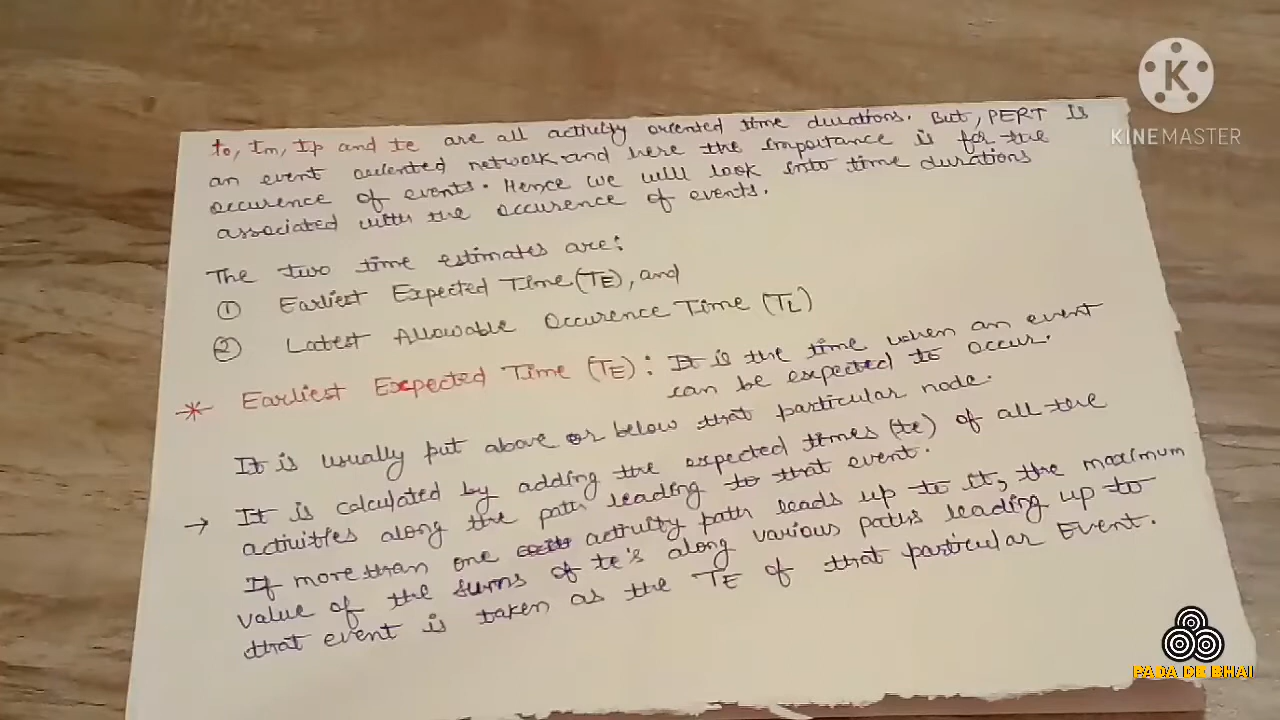 to, tm, tp and te are all activity oriented time durations. But, PERT is
an event oriented network and here the importance is for the
occurence of events. Hence we will look into time durations
associated with the occurence of events.
The two time estimates are:
① Earliest Expected Time (TE), and
② Latest Allowable Occurence Time (TL)
* Earliest Expected Time (TE): It is the time when an event
can be expected to occur.
It is usually put above or below that particular node.
→ It is calculated by adding the expected times (te) of all the
activities along the path leading to that event.
If more than one activity path leads up to it, the maximum
value of the sums of te's along various paths leading up to
that event is taken as the TE of that particular Event.
K
KINEMASTER
PADA DE BHAI